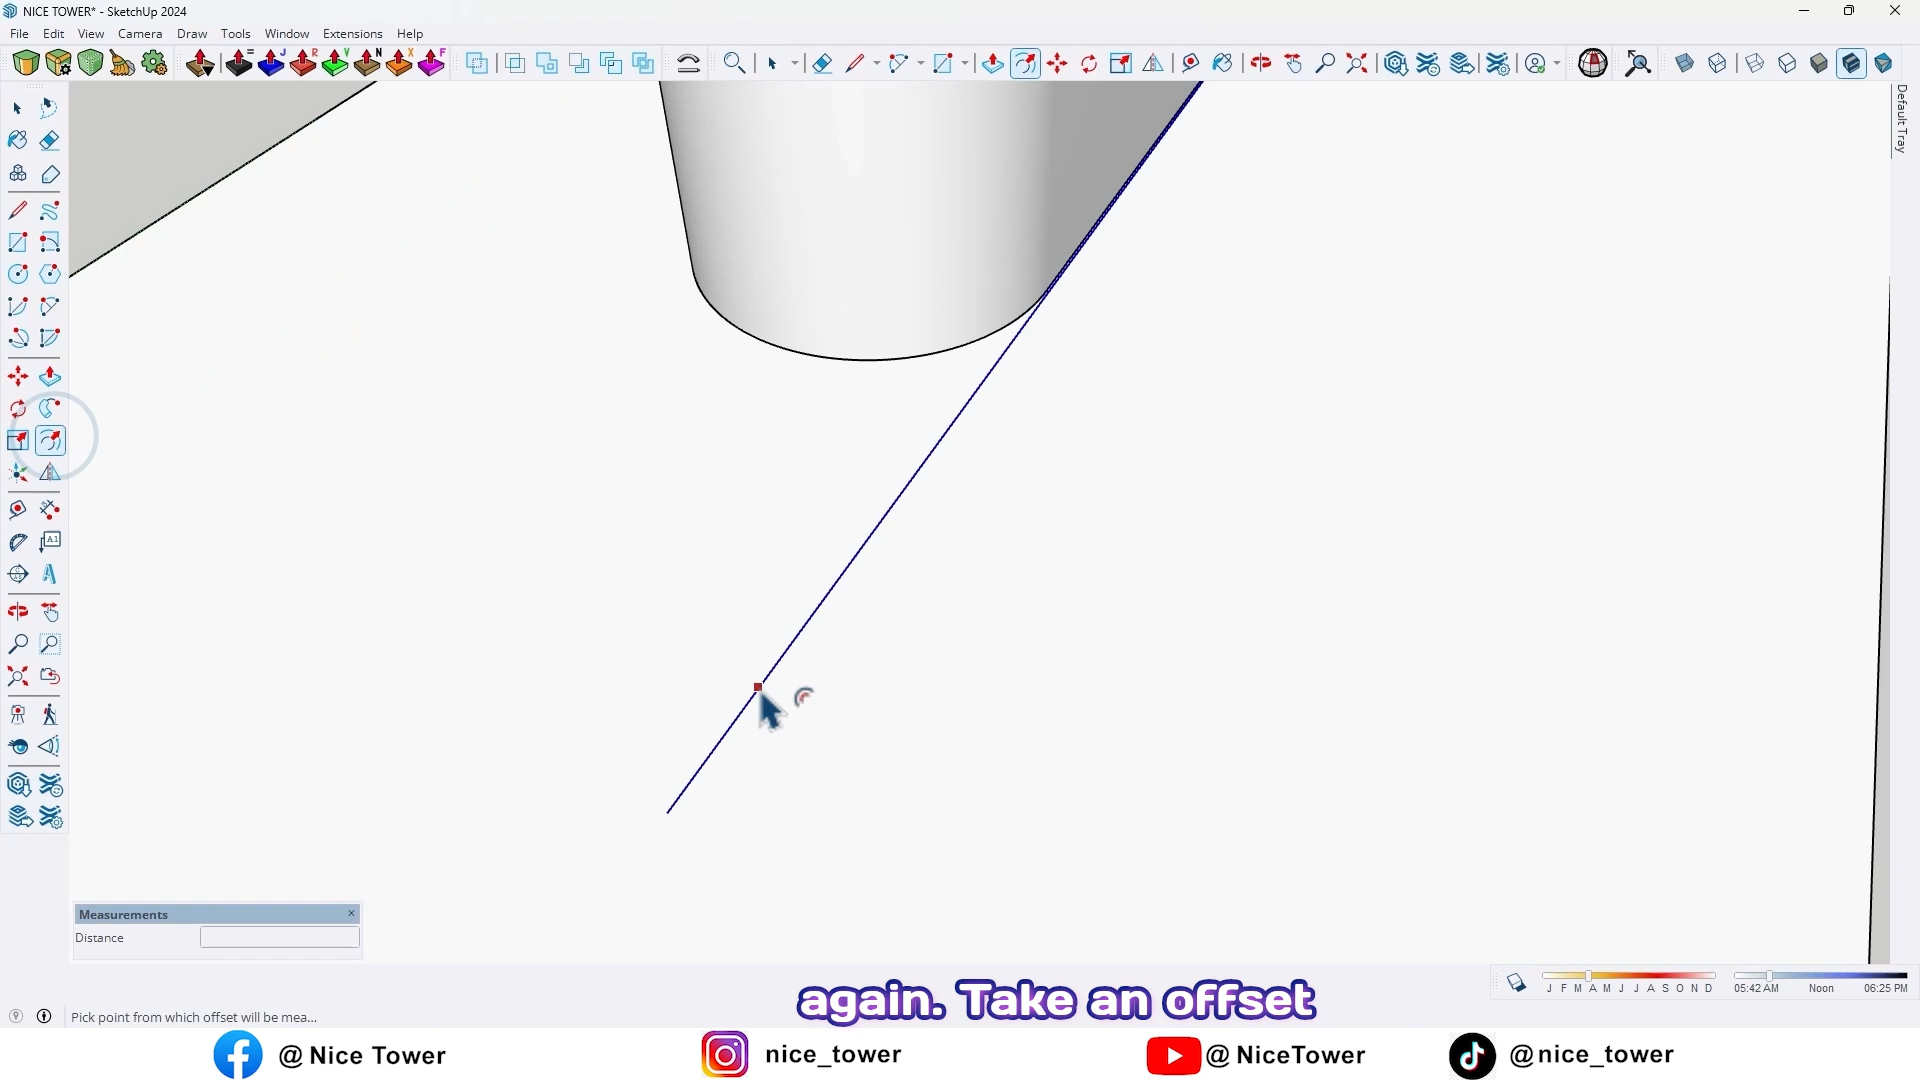 NICE TOWER* - SketchUp 2024
File Edit View Camera Draw Tools Window Extensions Help
= J R V N X F
Default Tray
A1
Measurements ×
Distance
J F M A M J J A S O N D 05:42 AM Noon 06:25 PM
again. Take an offset
Pick point from which offset will be mea...
@ Nice Tower nice_tower @ NiceTower @nice_tower